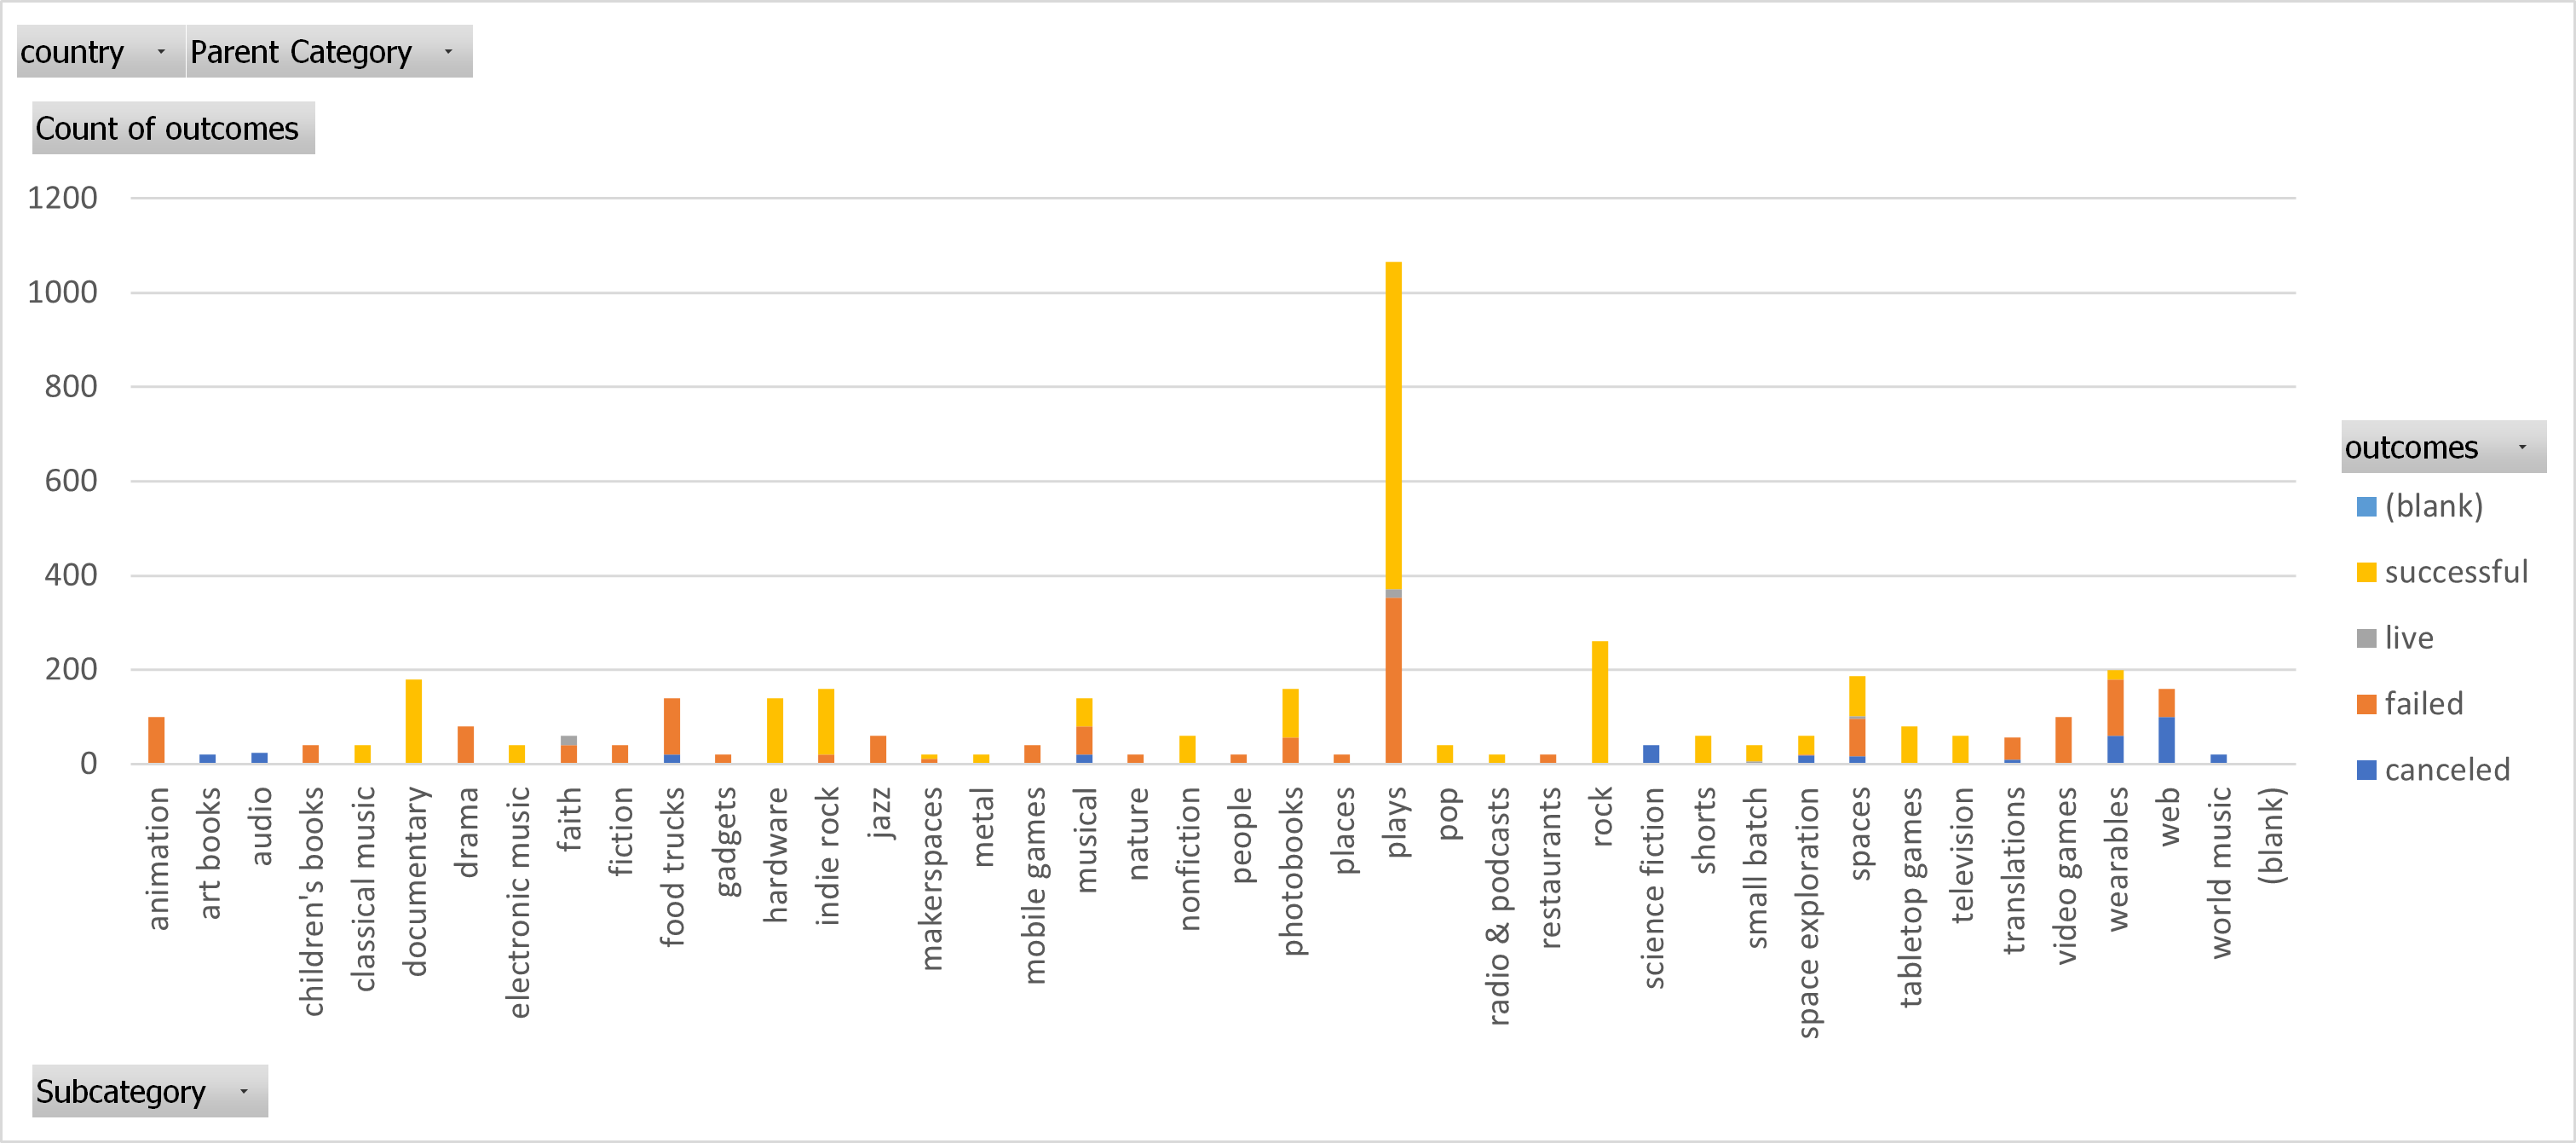 country Parent Category
Count of outcomes
1200
1000
800
600
400
200
0
outcomes
(blank)
successful
live
failed
canceled
animation
art books
audio
children's books
classical music
documentary
drama
electronic music
faith
fiction
food trucks
gadgets
hardware
indie rock
jazz
makerspaces
metal
mobile games
musical
nature
nonfiction
people
photobooks
places
plays
pop
radio & podcasts
restaurants
rock
science fiction
shorts
small batch
space exploration
spaces
tabletop games
television
translations
video games
wearables
web
world music
(blank)
Subcategory